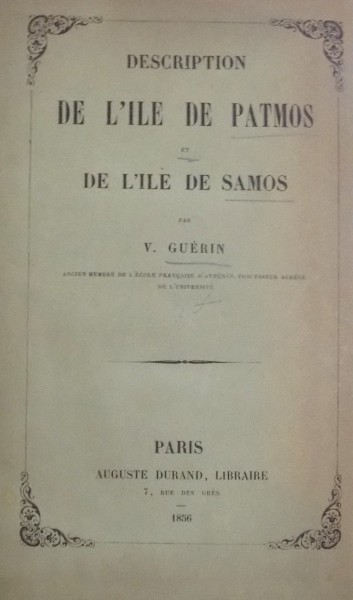 DESCRIPTION
DE L'ILE DE PATMOS
ET
DE L'ILE DE SAMOS
PAR
V. GUÉRIN
ANCIEN MEMBRE DE L'ÉCOLE FRANÇAISE D'ATHÈNES, PROFESSEUR AGRÉGÉ
DE L'UNIVERSITÉ
PARIS
AUGUSTE DURAND, LIBRAIRE
7, RUE DES GRÈS
1856